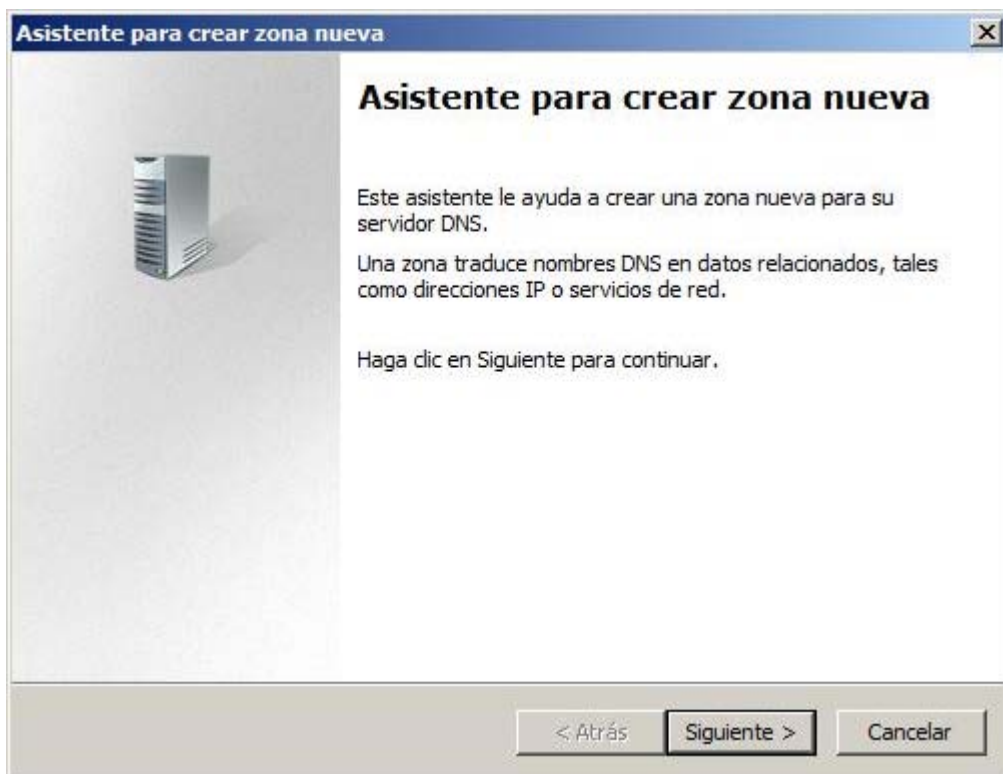 Asistente para crear zona nueva
Asistente para crear zona nueva
Este asistente le ayuda a crear una zona nueva para su
servidor DNS.
Una zona traduce nombres DNS en datos relacionados, tales
como direcciones IP o servicios de red.
Haga clic en Siguiente para continuar.
< Atrás
Siguiente >
Cancelar